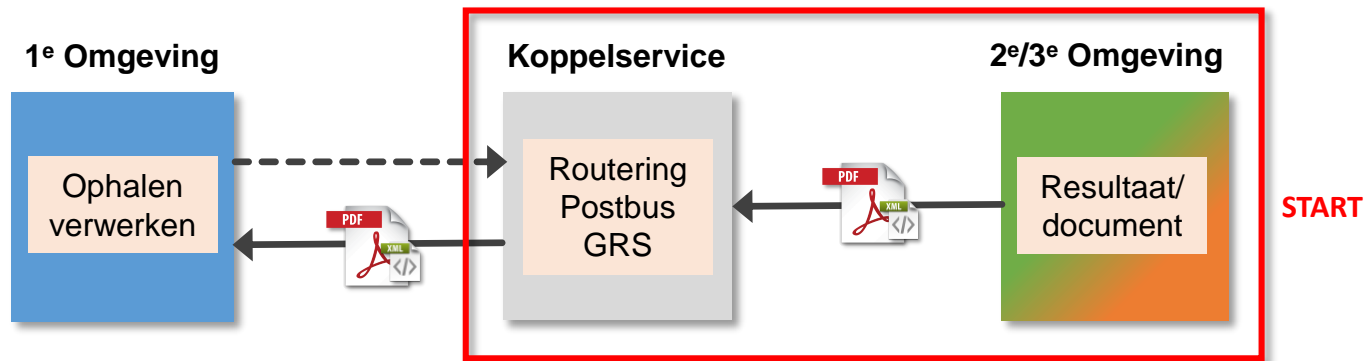 1e Omgeving
Koppelservice
2e/3e Omgeving
Ophalen
verwerken
PDF
XML
</>
Routering
Postbus
GRS
PDF
XML
</>
Resultaat/
document
START